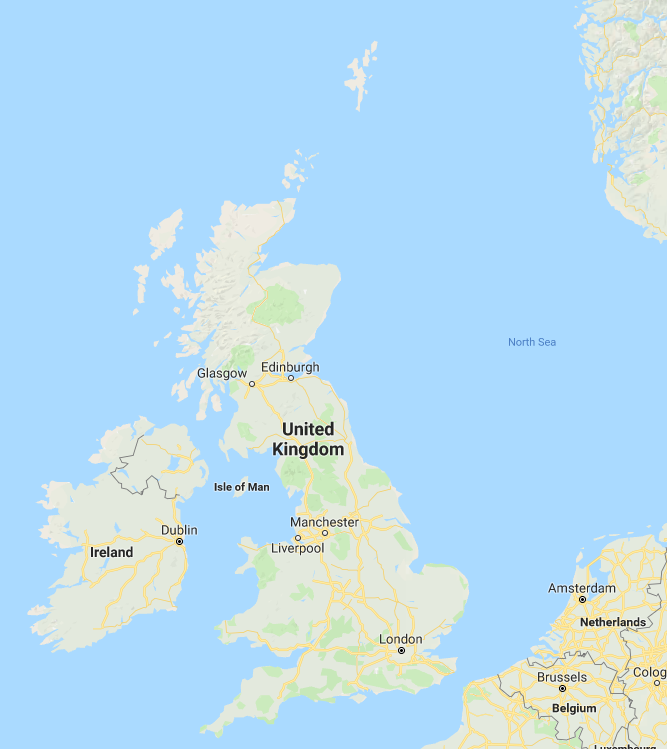 North Sea
Edinburgh
Glasgow
United
Kingdom
Isle of Man
Manchester
Dublin
Liverpool
Ireland
Amsterdam
Netherlands
London
Brussels
Colog
Belgium
Luxembourg